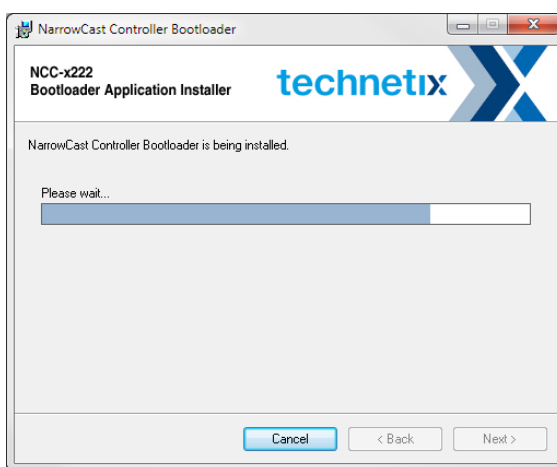 NarrowCast Controller Bootloader
NCC-x222
Bootloader Application Installer
technetix
NarrowCast Controller Bootloader is being installed.
Please wait...
Cancel
< Back
Next >